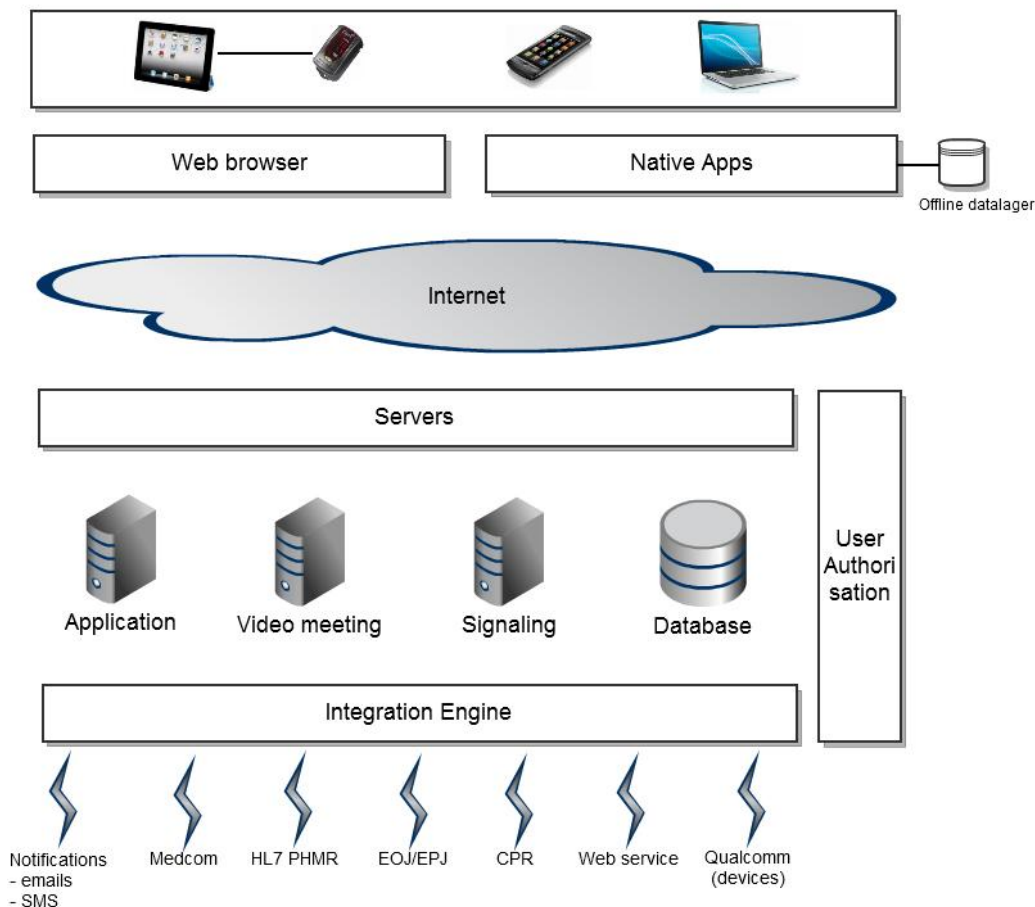 Web browser
Native Apps
Offline datalager
Internet
Servers
User
Authori
sation
Application
Video meeting
Signaling
Database
Integration Engine
Notifications
- emails
- SMS
Medcom
HL7 PHMR
EOJ/EPJ
CPR
Web service
Qualcomm
(devices)